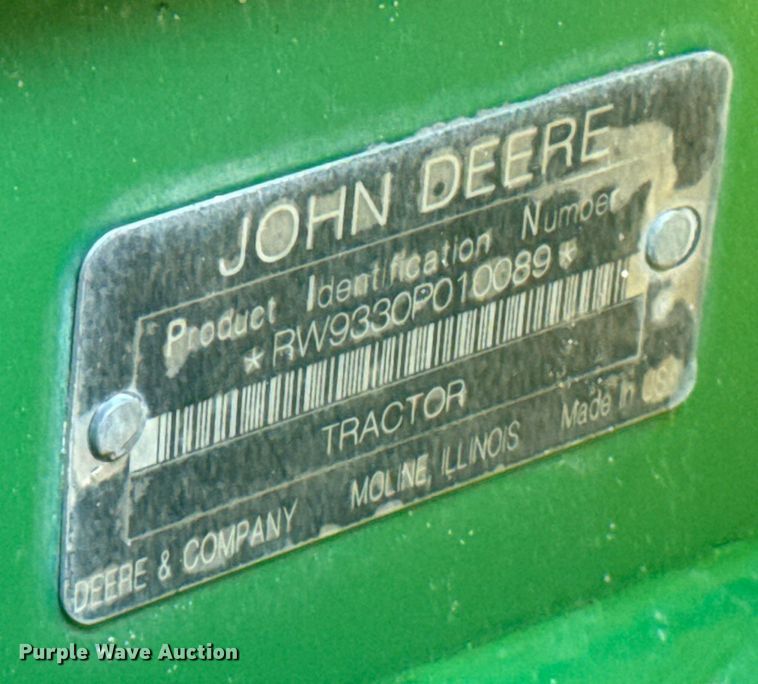 JOHN DEERE
Product Identification Number
*RW9330P010089*
TRACTOR
DEERE & COMPANY MOLINE, ILLINOIS Made in USA
Purple Wave Auction